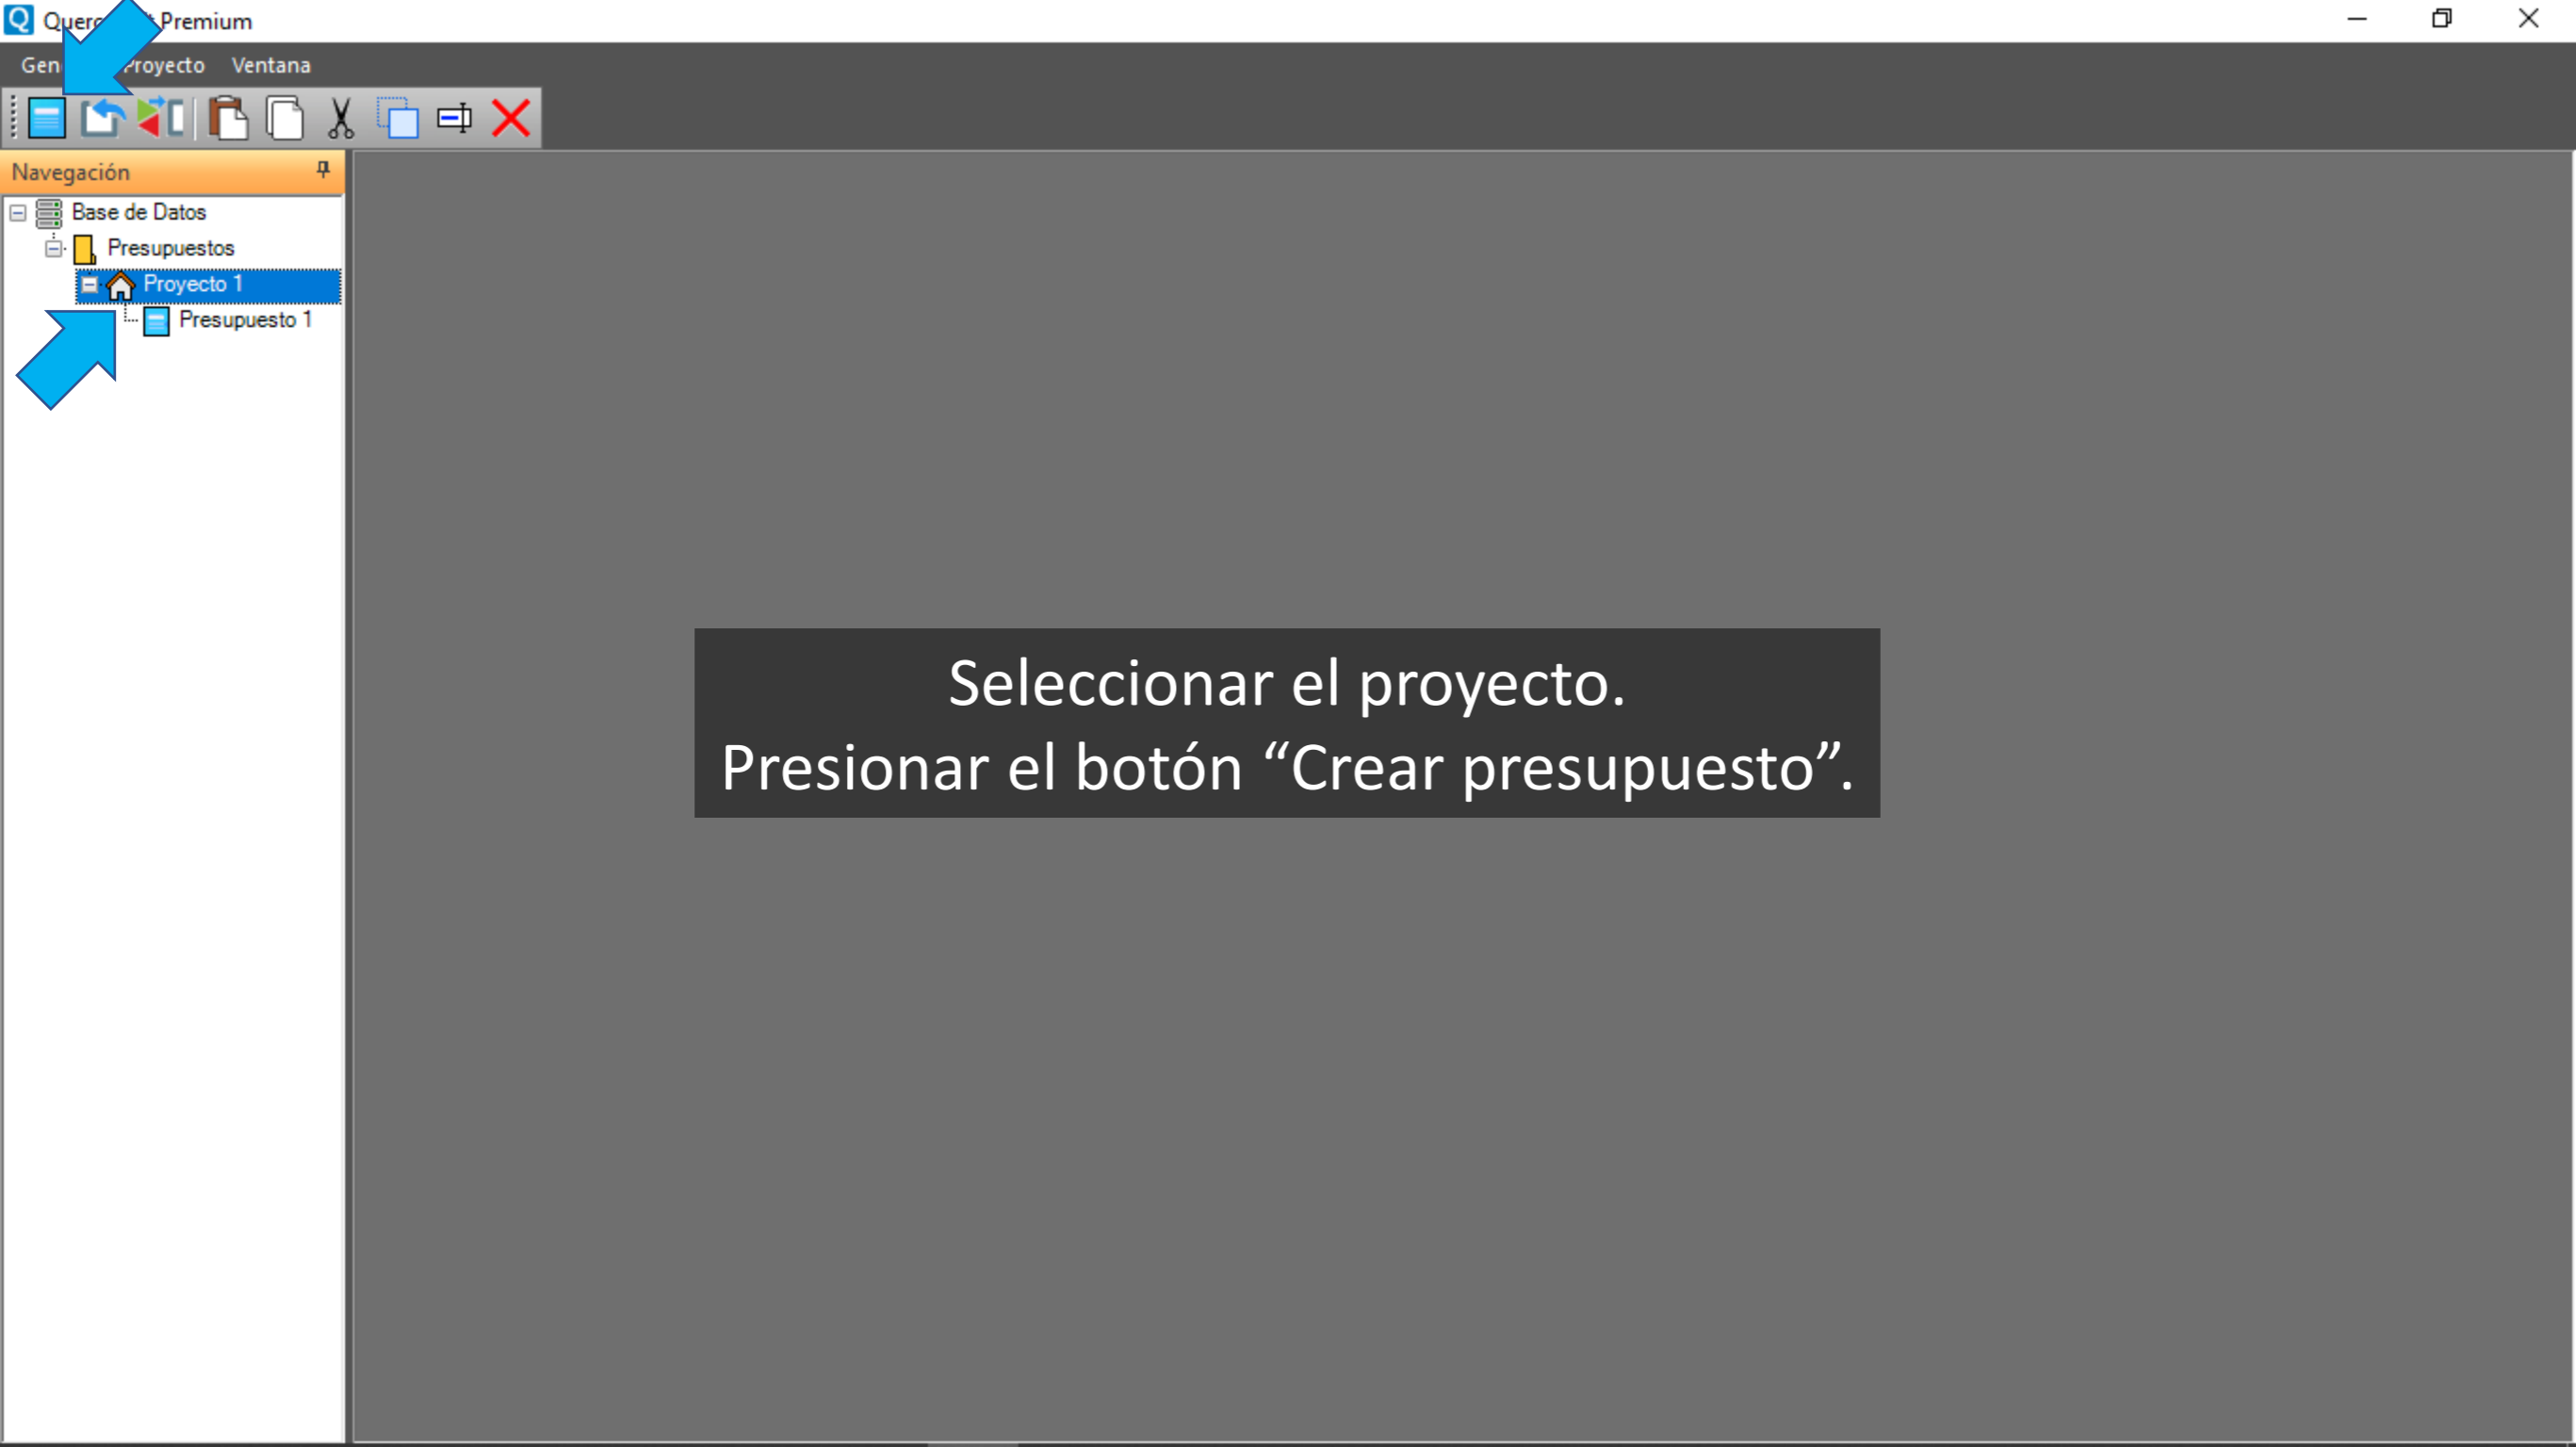 Premium
Proyecto Ventana
Navegación
Base de Datos
Presupuestos
Proyecto 1
Presupuesto 1
Seleccionar el proyecto.
Presionar el botón “Crear presupuesto”.